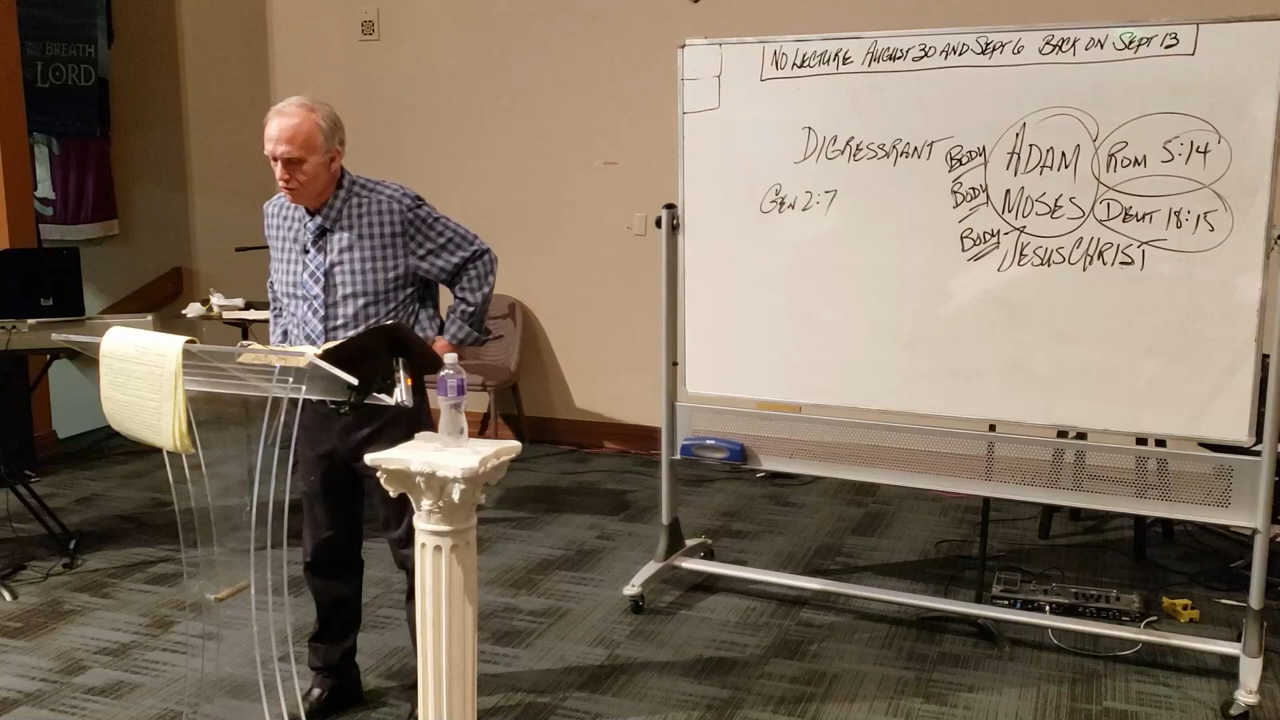 BREATH
LORD
NO LECTURE AUGUST 30 AND SEPT 6 BACK ON SEPT 13
DIGRESSRANT
GEN 2:7
BODY ADAM ROM 5:14
BODY MOSES DEUT 18:15
BODY JESUS CHRIST